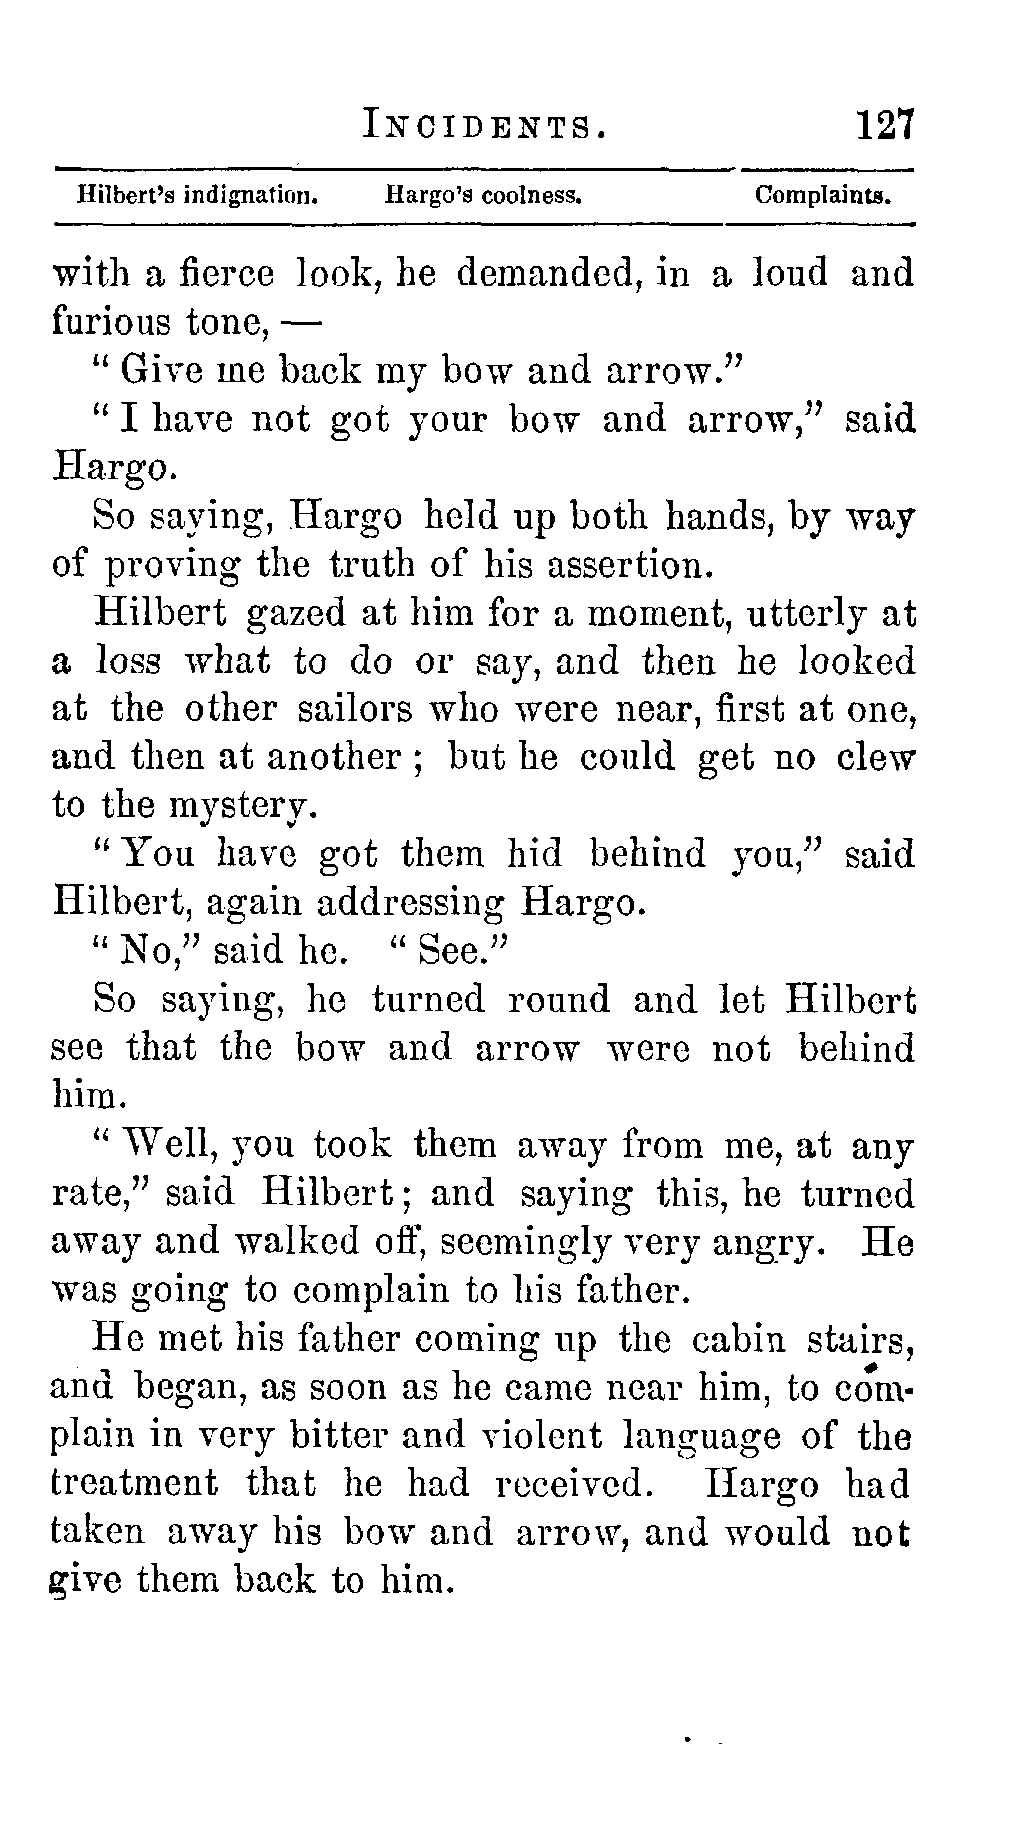 INCIDENTS. 127
Hilbert's indignation. Hargo's coolness. Complaints.
with a fierce look, he demanded, in a loud and
furious tone, —
" Give me back my bow and arrow."
" I have not got your bow and arrow," said
Hargo.
So saying, Hargo held up both hands, by way
of proving the truth of his assertion.
Hilbert gazed at him for a moment, utterly at
a loss what to do or say, and then he looked
at the other sailors who were near, first at one,
and then at another ; but he could get no clew
to the mystery.
" You have got them hid behind you," said
Hilbert, again addressing Hargo.
" No," said he. " See."
So saying, he turned round and let Hilbert
see that the bow and arrow were not behind
him.
" Well, you took them away from me, at any
rate," said Hilbert ; and saying this, he turned
away and walked off, seemingly very angry. He
was going to complain to his father.
He met his father coming up the cabin stairs,
and began, as soon as he came near him, to com-
plain in very bitter and violent language of the
treatment that he had received. Hargo had
taken away his bow and arrow, and would not
give them back to him.